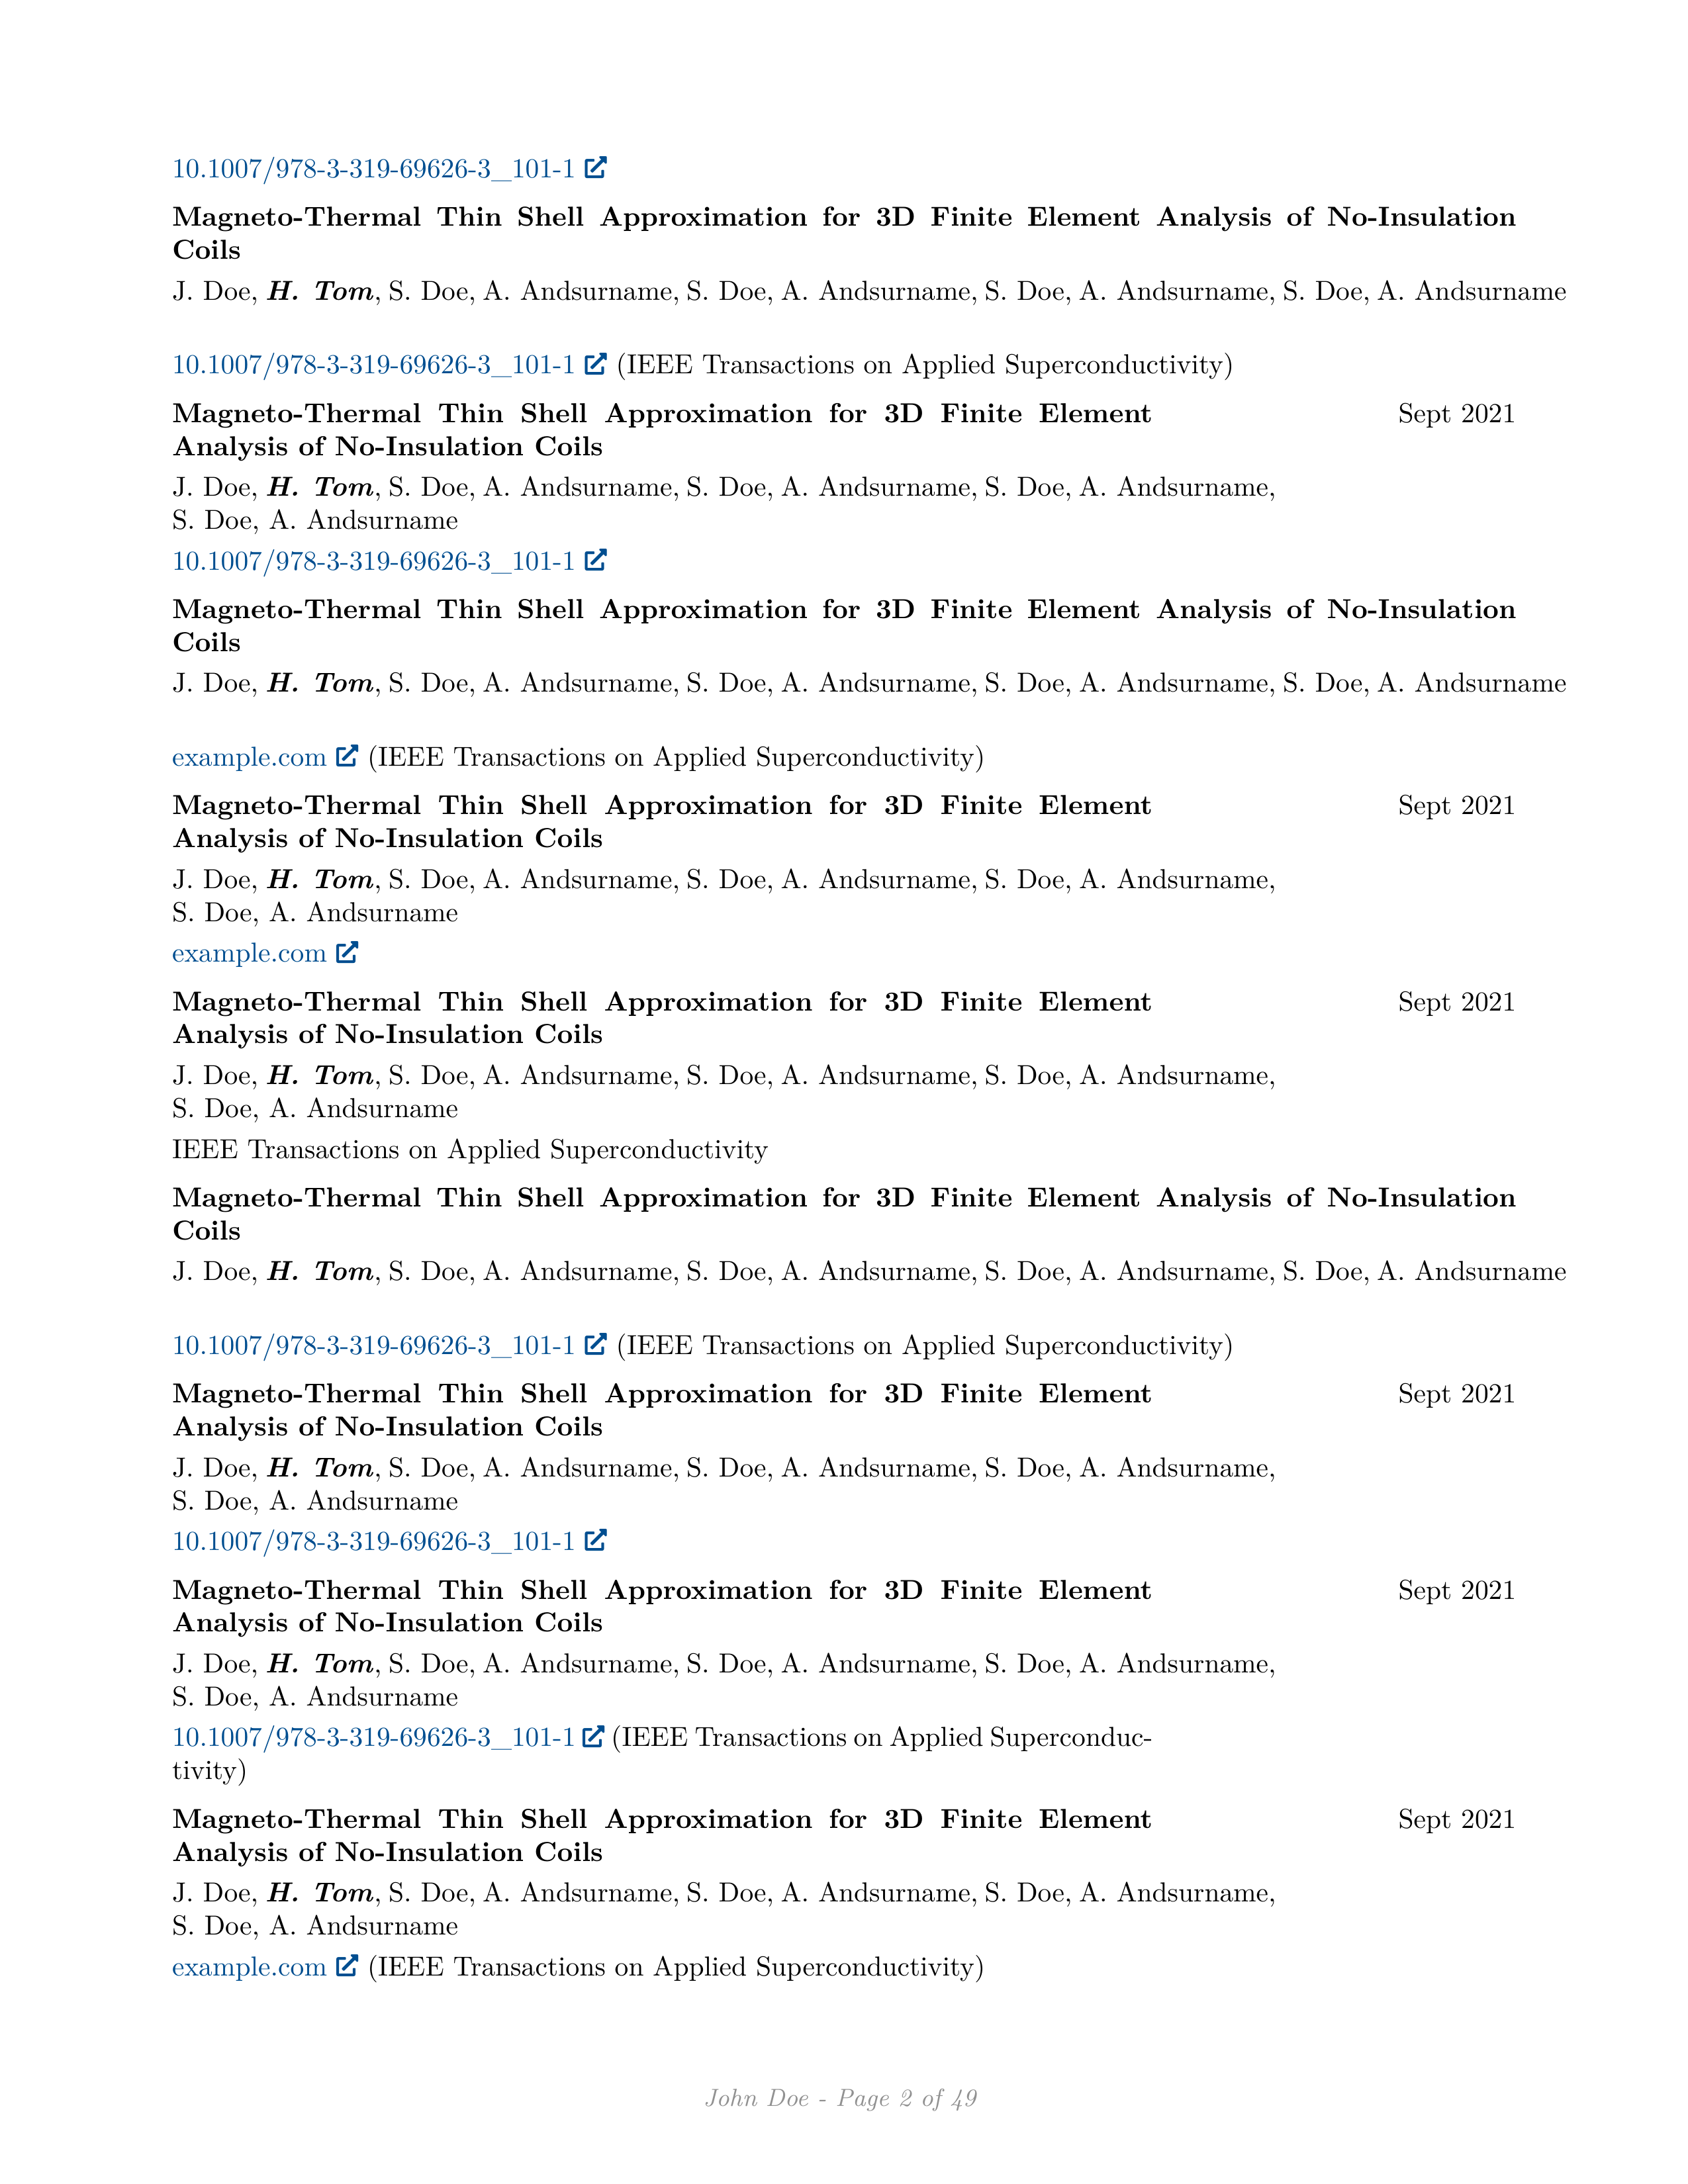 10.1007/978-3-319-69626-3_101-1
Magneto-Thermal Thin Shell Approximation for 3D Finite Element Analysis of No-Insulation
Coils
J. Doe, H. Tom, S. Doe, A. Andsurname, S. Doe, A. Andsurname, S. Doe, A. Andsurname, S. Doe, A. Andsurname
10.1007/978-3-319-69626-3_101-1 (IEEE Transactions on Applied Superconductivity)
Magneto-Thermal Thin Shell Approximation for 3D Finite Element Sept 2021
Analysis of No-Insulation Coils
J. Doe, H. Tom, S. Doe, A. Andsurname, S. Doe, A. Andsurname, S. Doe, A. Andsurname,
S. Doe, A. Andsurname
10.1007/978-3-319-69626-3_101-1
Magneto-Thermal Thin Shell Approximation for 3D Finite Element Analysis of No-Insulation
Coils
J. Doe, H. Tom, S. Doe, A. Andsurname, S. Doe, A. Andsurname, S. Doe, A. Andsurname, S. Doe, A. Andsurname
example.com (IEEE Transactions on Applied Superconductivity)
Magneto-Thermal Thin Shell Approximation for 3D Finite Element Sept 2021
Analysis of No-Insulation Coils
J. Doe, H. Tom, S. Doe, A. Andsurname, S. Doe, A. Andsurname, S. Doe, A. Andsurname,
S. Doe, A. Andsurname
example.com
Magneto-Thermal Thin Shell Approximation for 3D Finite Element Sept 2021
Analysis of No-Insulation Coils
J. Doe, H. Tom, S. Doe, A. Andsurname, S. Doe, A. Andsurname, S. Doe, A. Andsurname,
S. Doe, A. Andsurname
IEEE Transactions on Applied Superconductivity
Magneto-Thermal Thin Shell Approximation for 3D Finite Element Analysis of No-Insulation
Coils
J. Doe, H. Tom, S. Doe, A. Andsurname, S. Doe, A. Andsurname, S. Doe, A. Andsurname, S. Doe, A. Andsurname
10.1007/978-3-319-69626-3_101-1 (IEEE Transactions on Applied Superconductivity)
Magneto-Thermal Thin Shell Approximation for 3D Finite Element Sept 2021
Analysis of No-Insulation Coils
J. Doe, H. Tom, S. Doe, A. Andsurname, S. Doe, A. Andsurname, S. Doe, A. Andsurname,
S. Doe, A. Andsurname
10.1007/978-3-319-69626-3_101-1
Magneto-Thermal Thin Shell Approximation for 3D Finite Element Sept 2021
Analysis of No-Insulation Coils
J. Doe, H. Tom, S. Doe, A. Andsurname, S. Doe, A. Andsurname, S. Doe, A. Andsurname,
S. Doe, A. Andsurname
10.1007/978-3-319-69626-3_101-1 (IEEE Transactions on Applied Superconduc-
tivity)
Magneto-Thermal Thin Shell Approximation for 3D Finite Element Sept 2021
Analysis of No-Insulation Coils
J. Doe, H. Tom, S. Doe, A. Andsurname, S. Doe, A. Andsurname, S. Doe, A. Andsurname,
S. Doe, A. Andsurname
example.com (IEEE Transactions on Applied Superconductivity)
John Doe - Page 2 of 49